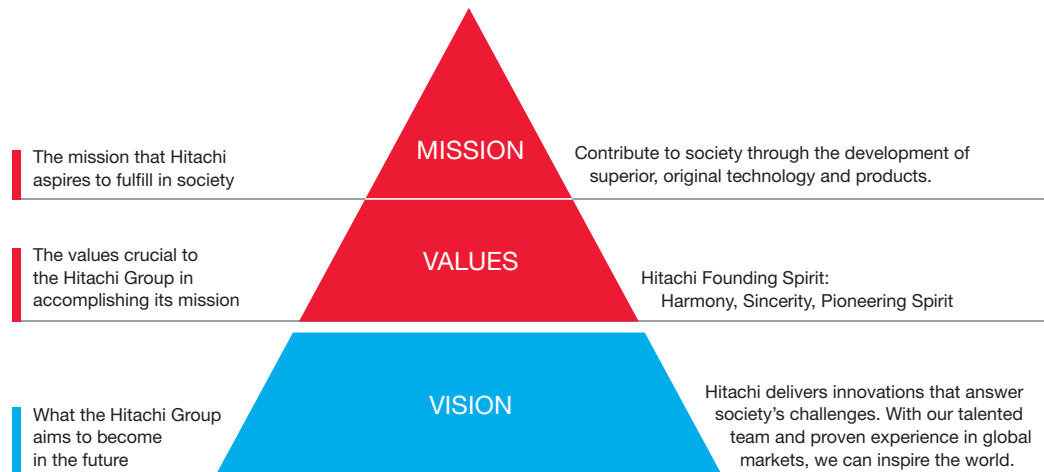 The mission that Hitachi
aspires to fulfill in society
MISSION
Contribute to society through the development of
superior, original technology and products.
The values crucial to
the Hitachi Group in
accomplishing its mission
VALUES
Hitachi Founding Spirit:
Harmony, Sincerity, Pioneering Spirit
What the Hitachi Group
aims to become
in the future
VISION
Hitachi delivers innovations that answer
society’s challenges. With our talented
team and proven experience in global
markets, we can inspire the world.